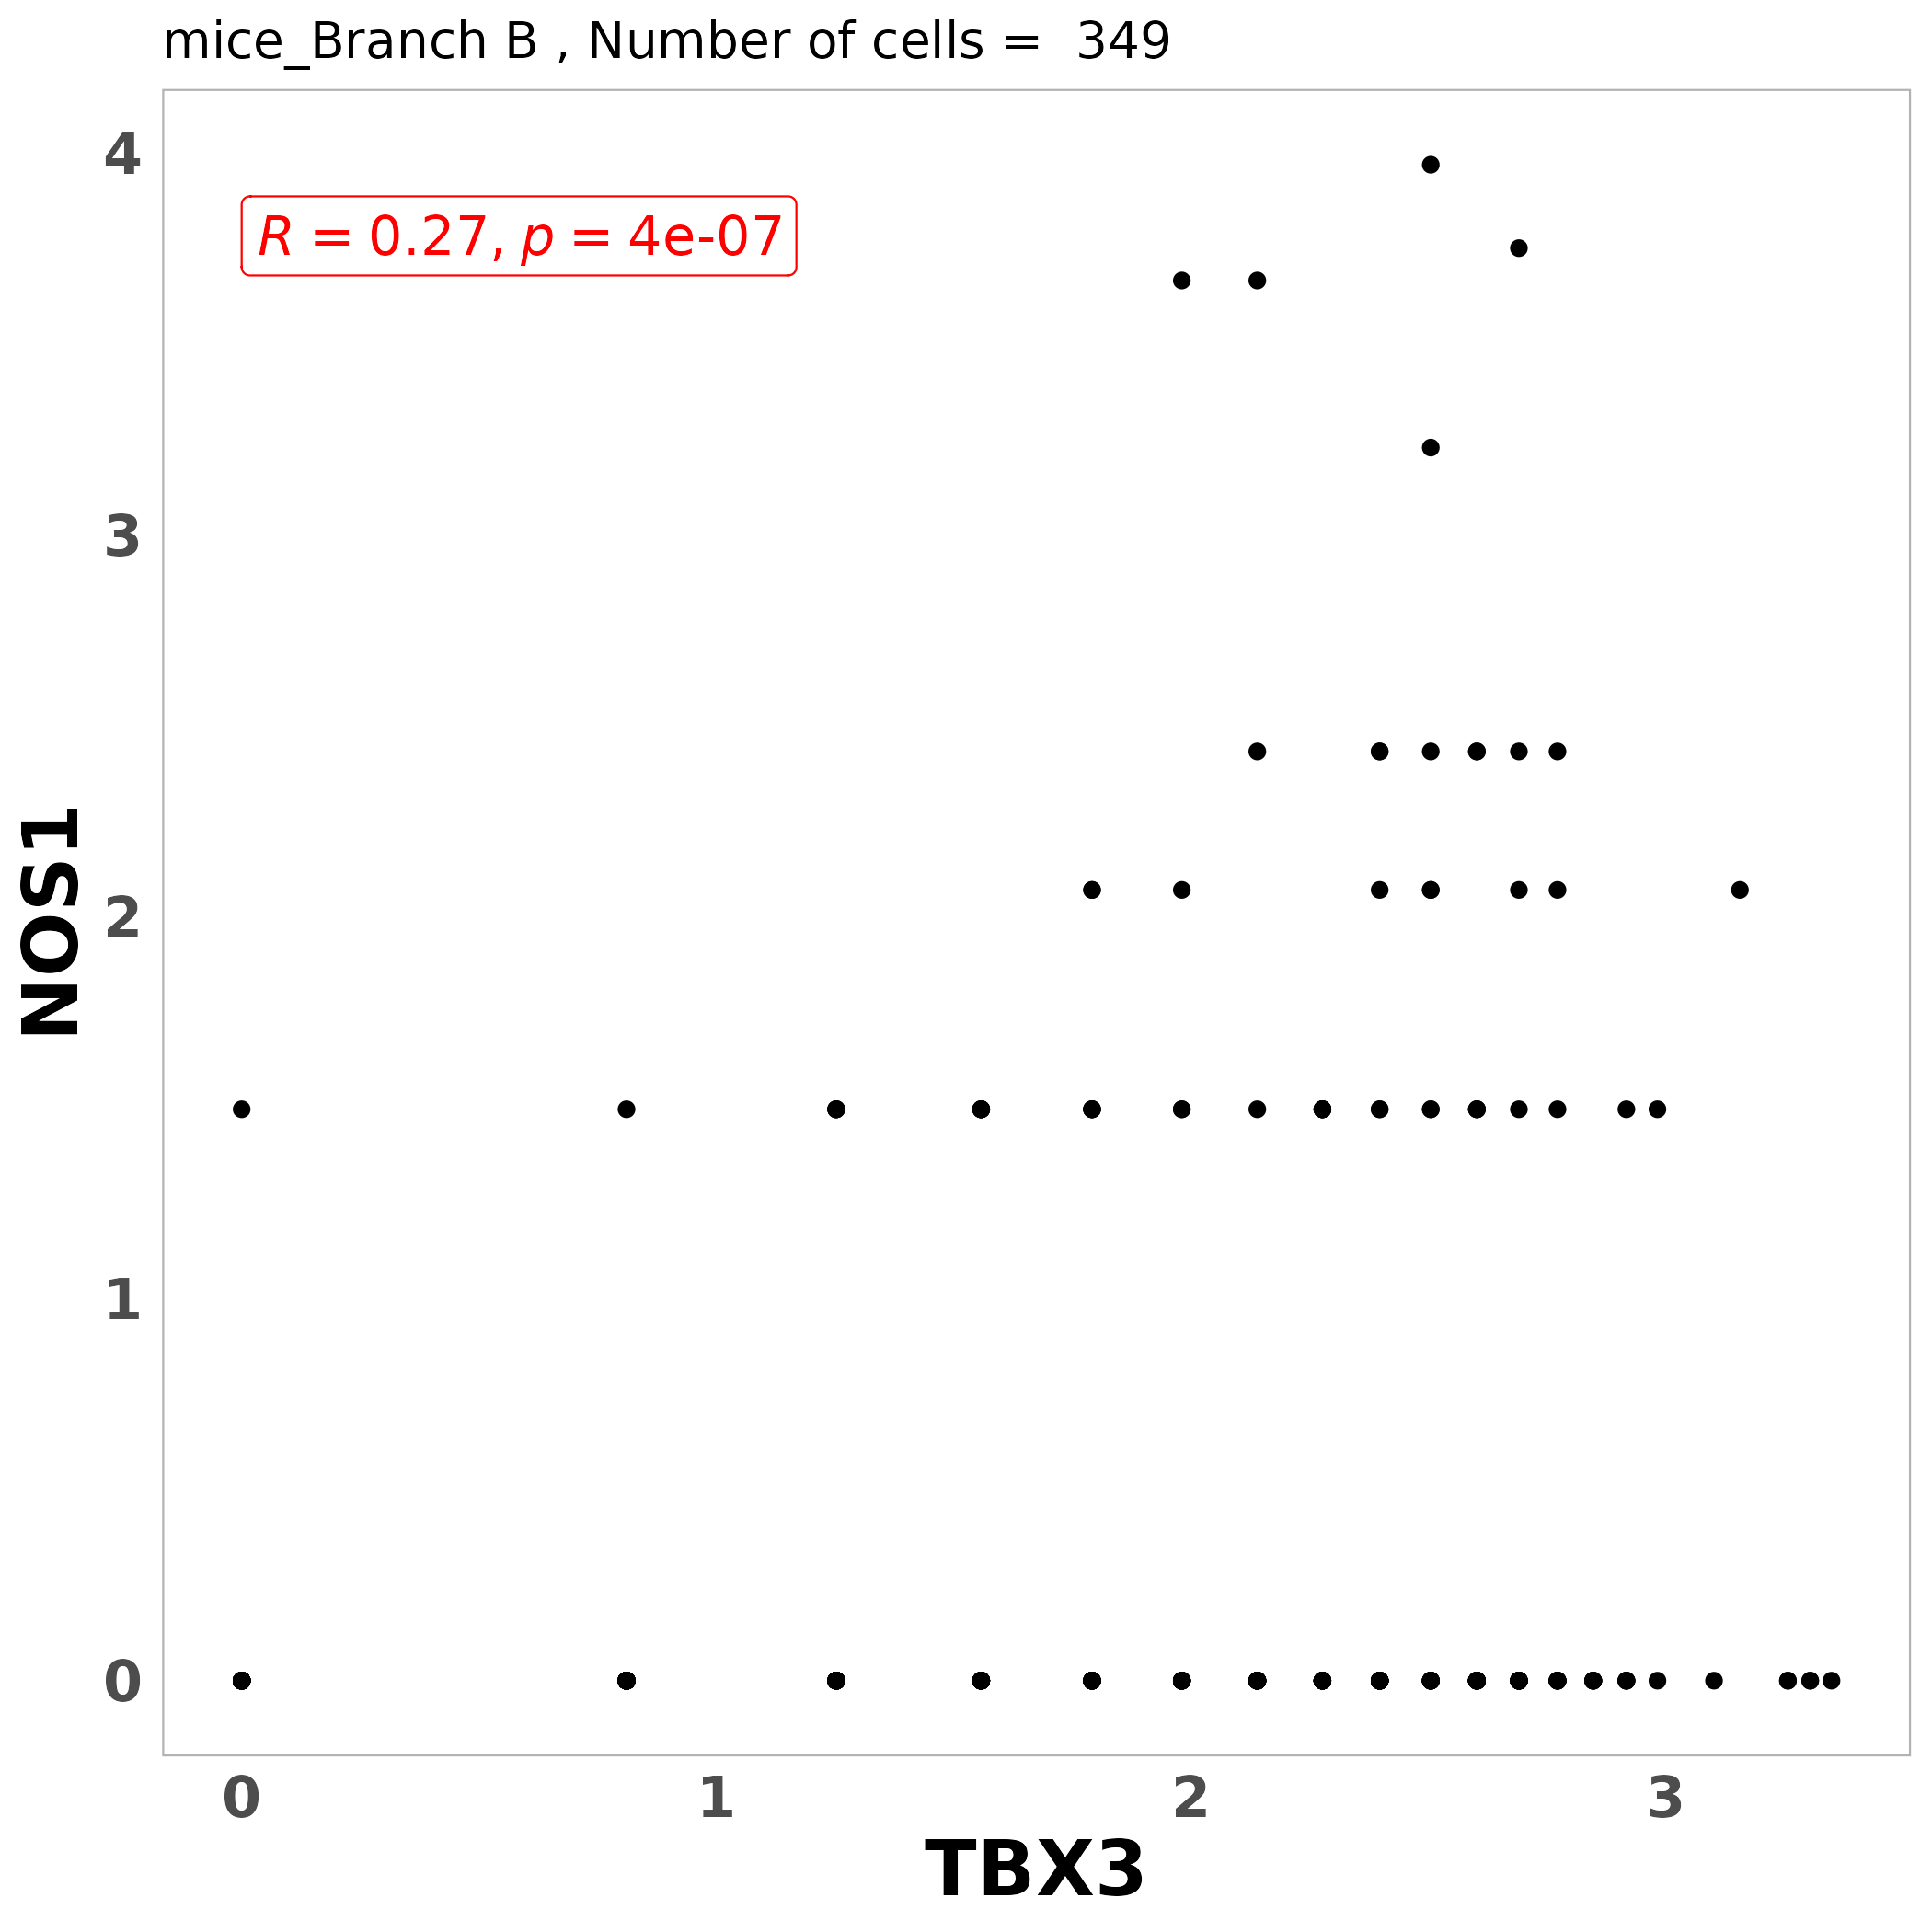 mice_Branch B , Number of cells =  349
4
R = 0.27, p = 4e-07
3
2
1
0
NOS1
0 1 2 3
TBX3